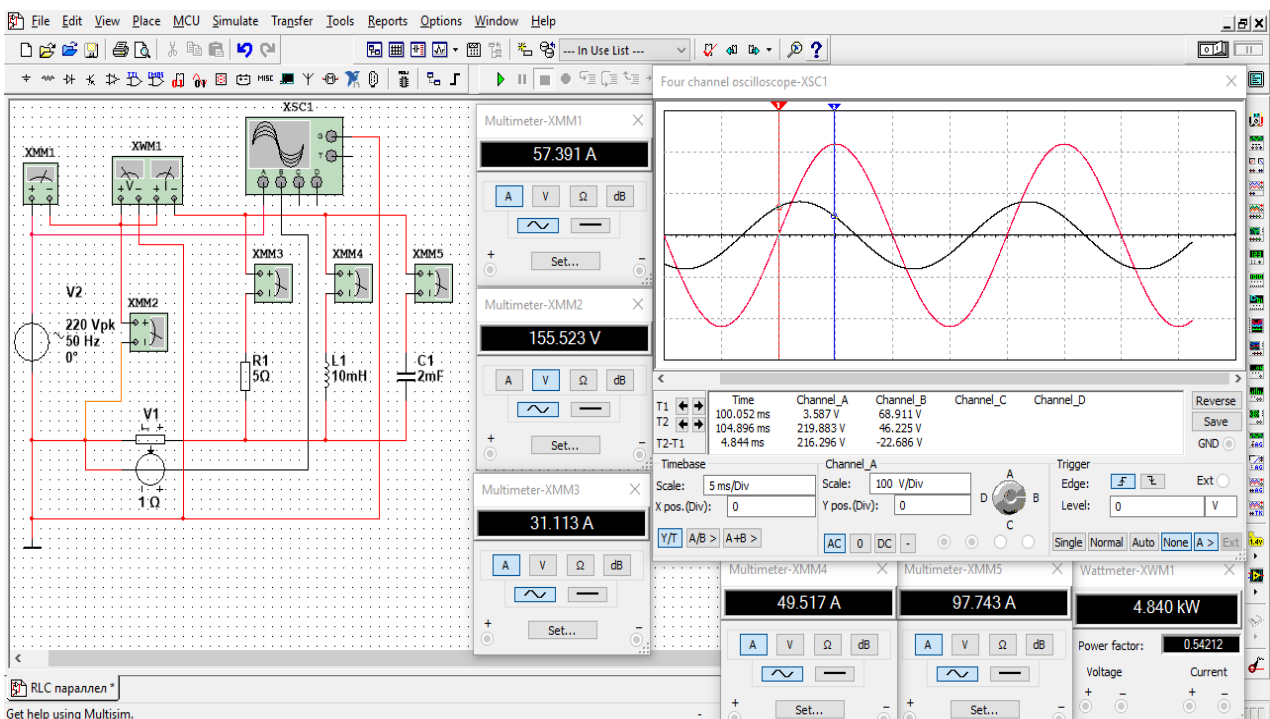 File Edit View Place MCU Simulate Transfer Tools Reports Options Window Help
--- In Use List ---
MISC
XSC1
G
T
A B C D
XMM1
XWM1
+ -
+V- +I-
XMM3
XMM4
XMM5
V2
220 Vpk
50 Hz
0°
XMM2
R1
5Ω
L1
10mH
C1
2mF
V1
1 Ω
RLC параллел *
Get help using Multisim.
Multimeter-XMM1
57.391 A
A V Ω dB
Set...
+ -
Multimeter-XMM2
155.523 V
A V Ω dB
Set...
+ -
Multimeter-XMM3
31.113 A
A V Ω dB
Set...
+ -
Four channel oscilloscope-XSC1
1 2
Time Channel_A Channel_B Channel_C Channel_D
T1 100.052 ms 3.587 V 68.911 V
T2 104.896 ms 219.883 V 46.225 V
T2-T1 4.844 ms 216.296 V -22.686 V
Reverse
Save
GND
Timebase
Scale: 5 ms/Div
X pos.(Div): 0
Y/T A/B > A+B >
Channel_A
Scale: 100 V/Div
Y pos.(Div): 0
AC 0 DC -
A
D B
C
Trigger
Edge: Ext
Level: 0 V
Single Normal Auto None A > Ext
Multimeter-XMM4
49.517 A
A V Ω dB
Set...
+ -
Multimeter-XMM5
97.743 A
A V Ω dB
Set...
+ -
Wattmeter-XWM1
4.840 kW
Power factor: 0.54212
Voltage Current
+ - + -